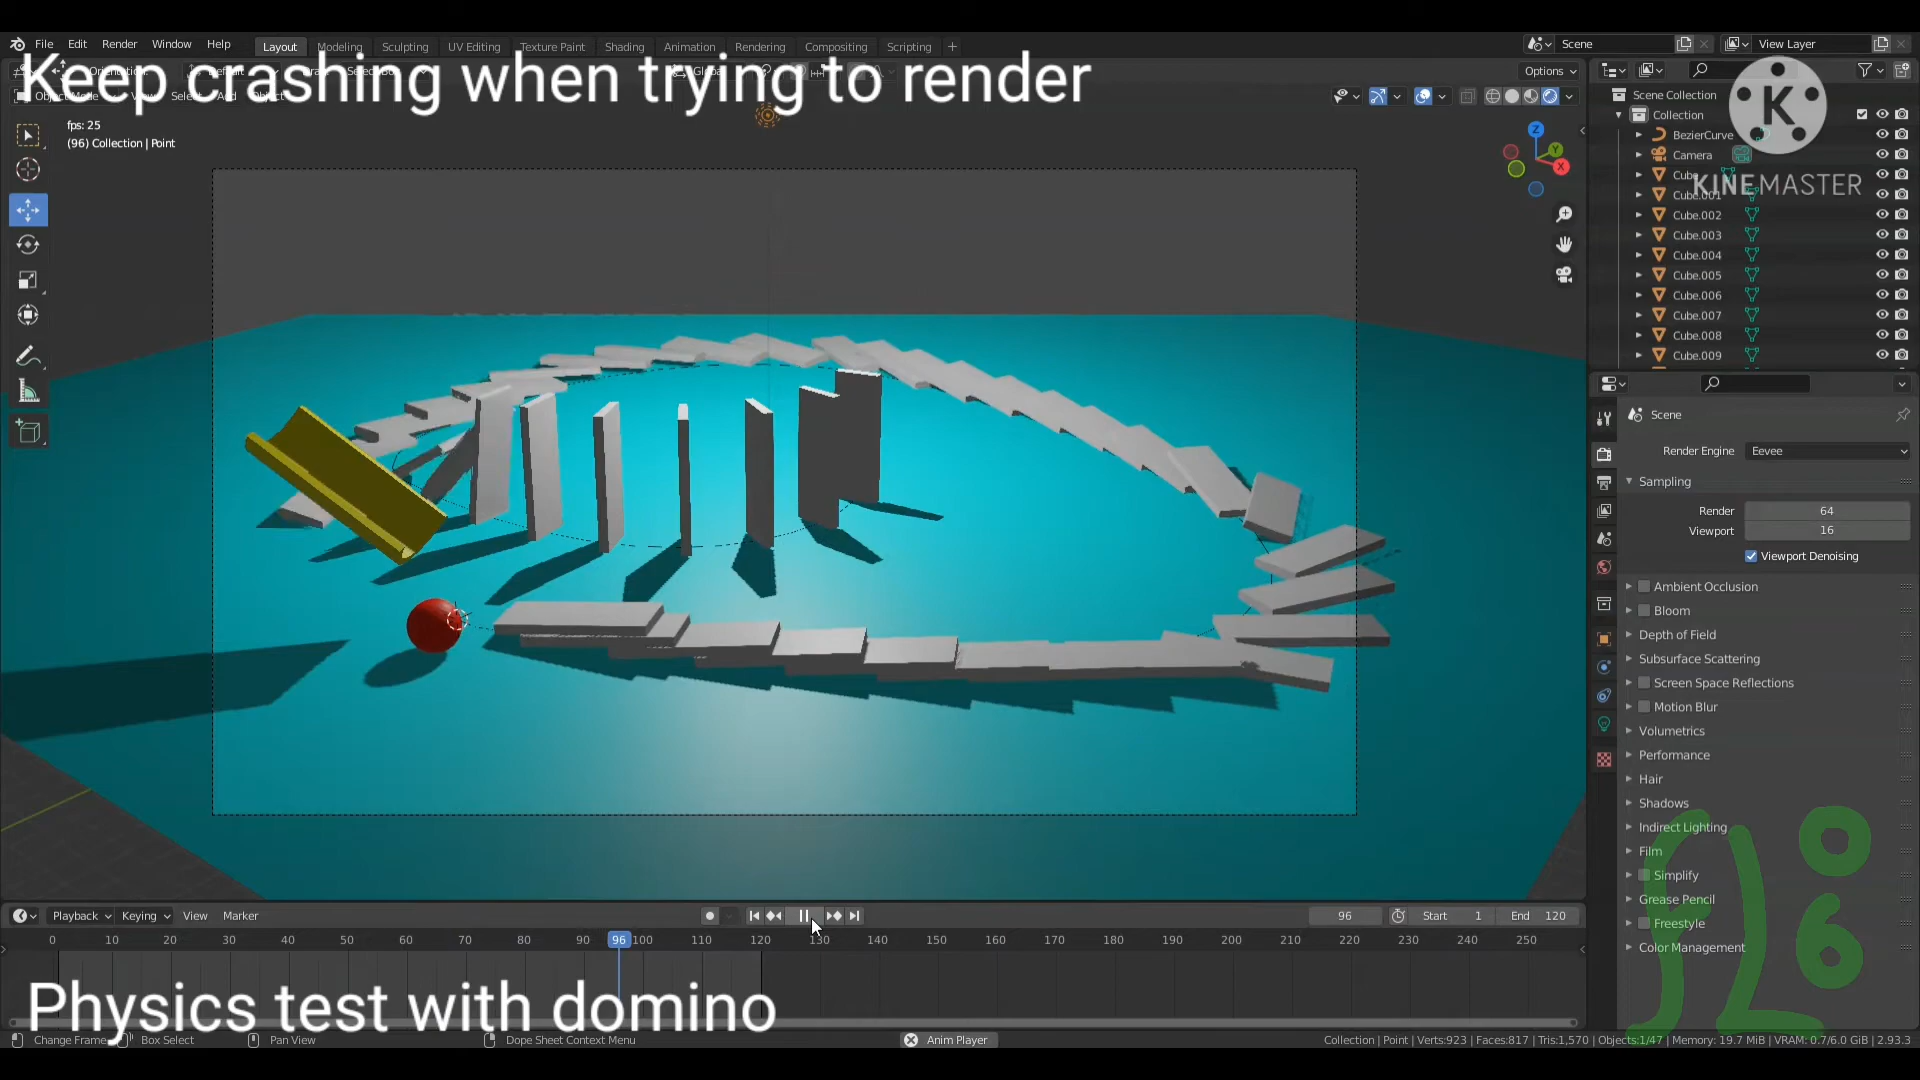 File Edit Render Window Help Layout Modeling Sculpting UV Editing Texture Paint Shading Animation Rendering Compositing Scripting + Scene View Layer
Keep crashing when trying to render
Options
fps: 25
(96) Collection | Point
Scene Collection
Collection
BezierCurve
Camera
Cube
Cube.001
Cube.002
Cube.003
Cube.004
Cube.005
Cube.006
Cube.007
Cube.008
Cube.009
K
KINEMASTER
Z
Y
X
Scene
Render Engine Eevee
Sampling
Render 64
Viewport 16
Viewport Denoising
Ambient Occlusion
Bloom
Depth of Field
Subsurface Scattering
Screen Space Reflections
Motion Blur
Volumetrics
Performance
Hair
Shadows
Indirect Lighting
Film
Simplify
Grease Pencil
Freestyle
Color Management
Playback Keying View Marker 96 Start 1 End 120
0 10 20 30 40 50 60 70 80 90 96 100 110 120 130 140 150 160 170 180 190 200 210 220 230 240 250
Physics test with domino
Change Frame Box Select Pan View Dope Sheet Context Menu Anim Player Collection | Point | Verts:923 | Faces:817 | Tris:1,570 | Objects:1/47 | Memory: 19.7 MiB | VRAM: 0.7/6.0 GiB | 2.93.3